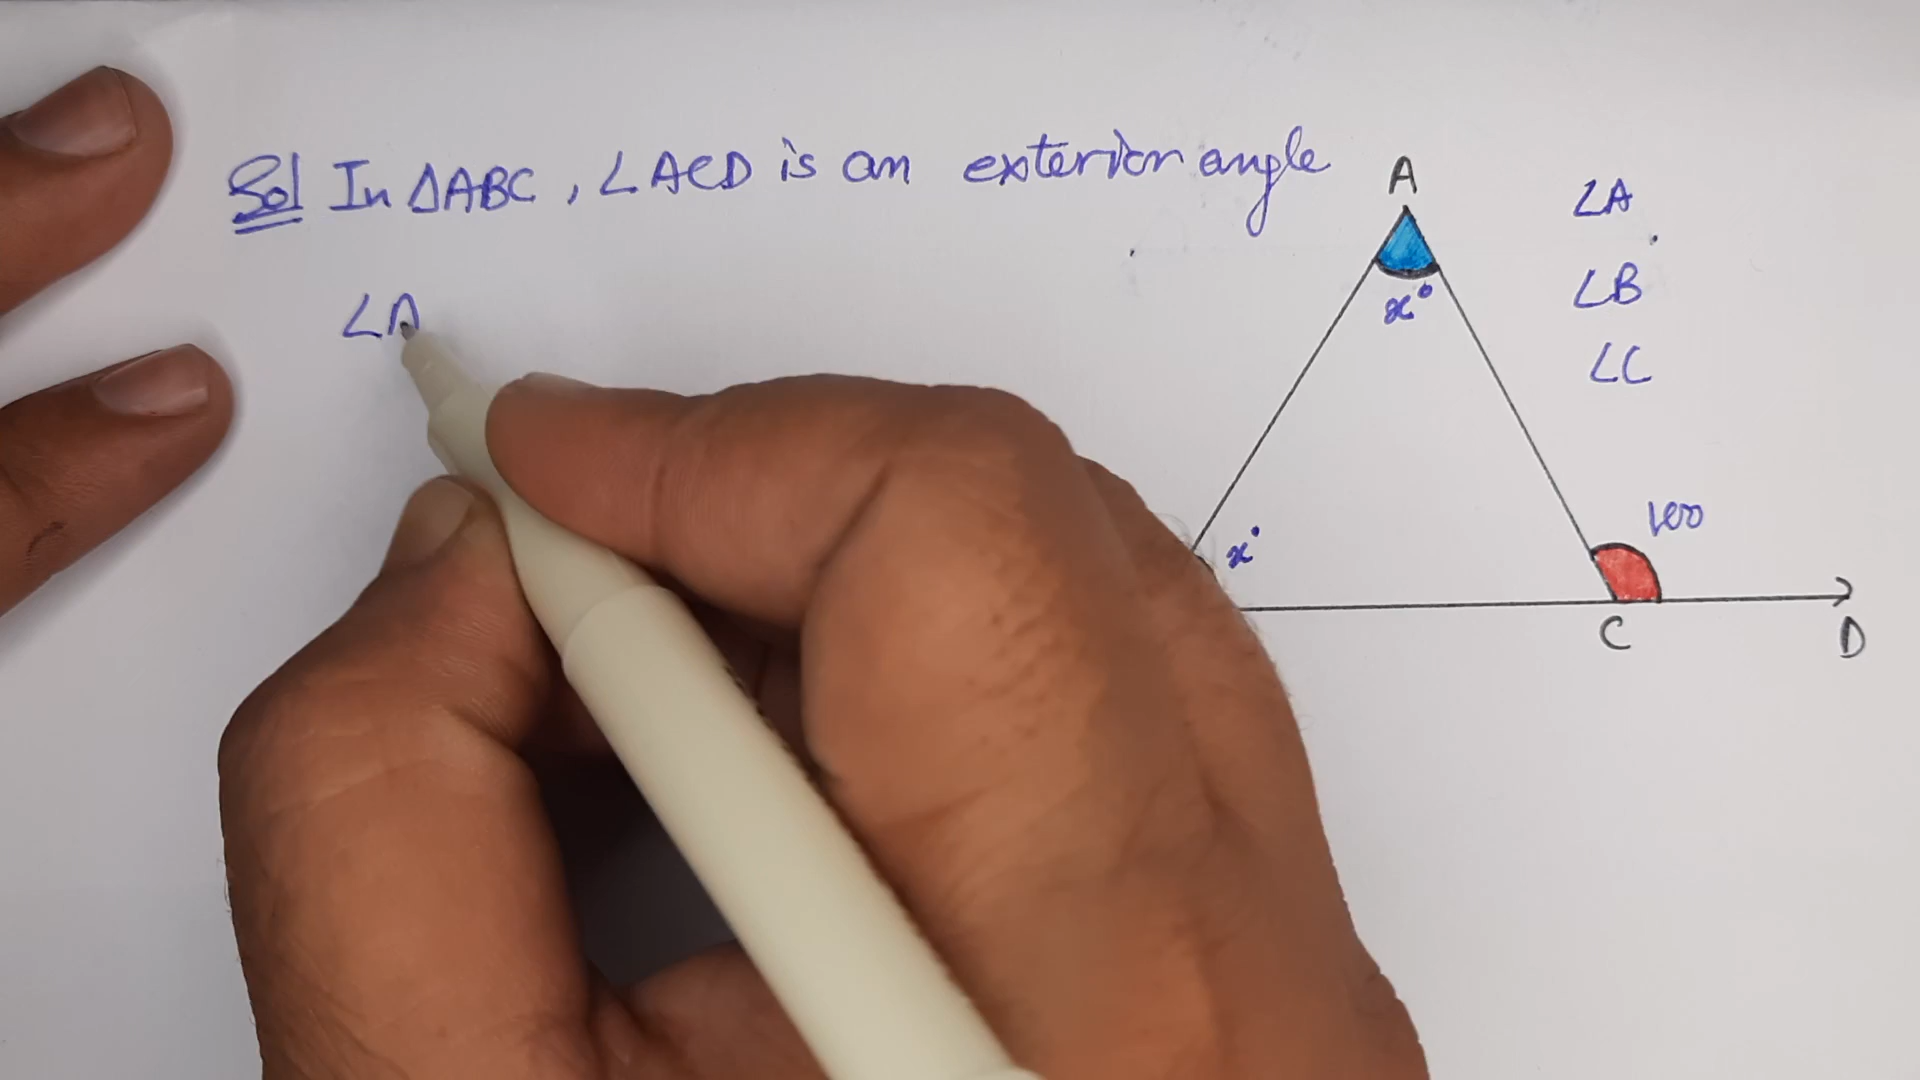 Sol In ΔABC, ∠ACD is an exterior angle
A
∠A
∠B
∠A
x°
∠C
100
x°
C
D